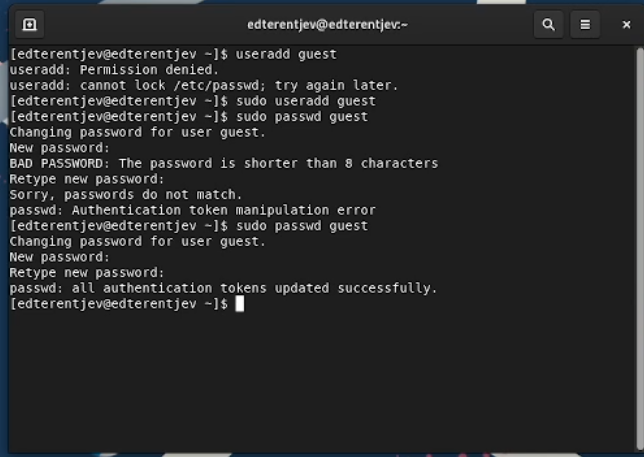 edterentjev@edterentjev:~
[edterentjev@edterentjev ~]$ useradd guest
useradd: Permission denied.
useradd: cannot lock /etc/passwd; try again later.
[edterentjev@edterentjev ~]$ sudo useradd guest
[edterentjev@edterentjev ~]$ sudo passwd guest
Changing password for user guest.
New password:
BAD PASSWORD: The password is shorter than 8 characters
Retype new password:
Sorry, passwords do not match.
passwd: Authentication token manipulation error
[edterentjev@edterentjev ~]$ sudo passwd guest
Changing password for user guest.
New password:
Retype new password:
passwd: all authentication tokens updated successfully.
[edterentjev@edterentjev ~]$